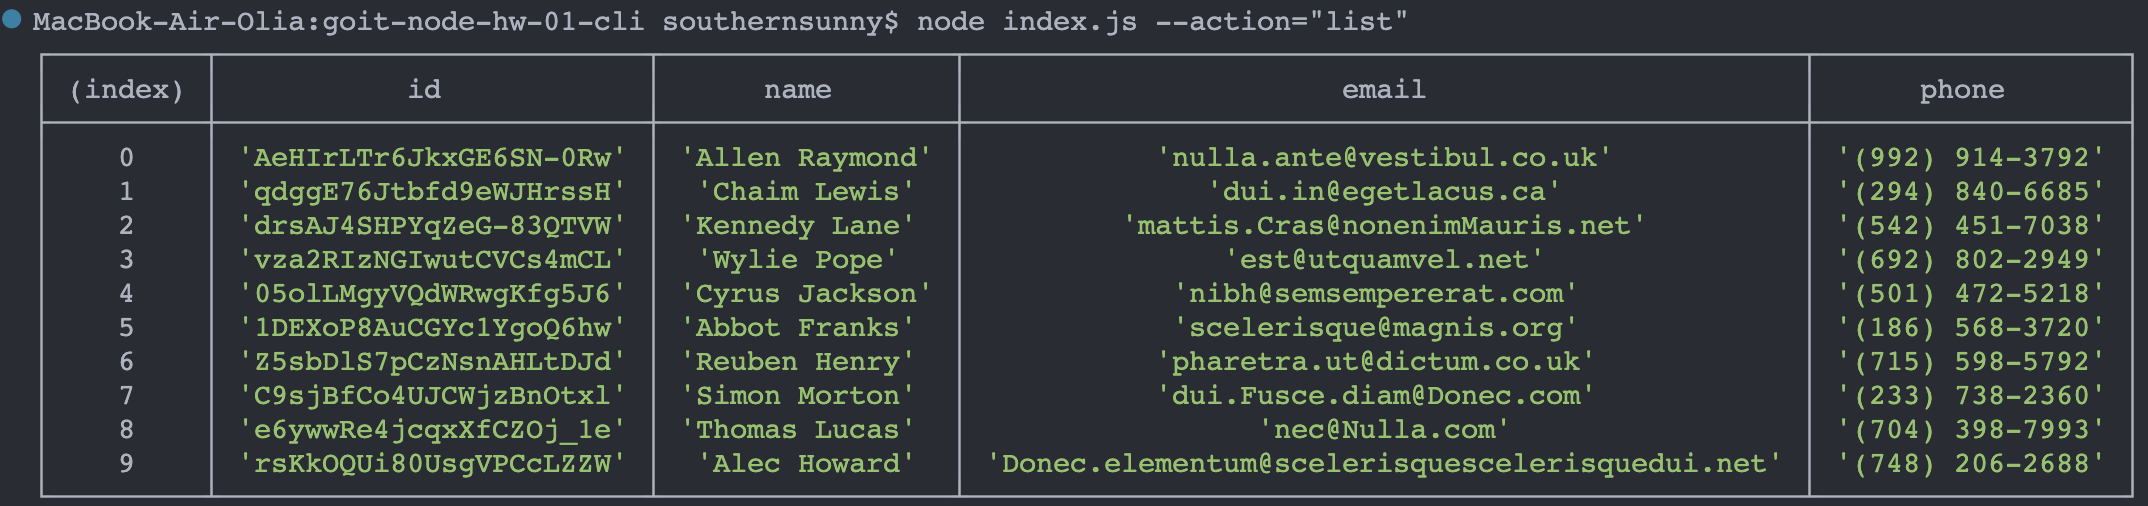 MacBook-Air-Olia:goit-node-hw-01-cli southernsunny$ node index.js --action="list"
(index) id name email phone
0 'AeHIrLTr6JkxGE6SN-0Rw' 'Allen Raymond' 'nulla.ante@vestibul.co.uk' '(992) 914-3792'
1 'qdggE76Jtbfd9eWJHrssH' 'Chaim Lewis' 'dui.in@egetlacus.ca' '(294) 840-6685'
2 'drsAJ4SHPYqZeG-83QTVW' 'Kennedy Lane' 'mattis.Cras@nonenimMauris.net' '(542) 451-7038'
3 'vza2RIzNGIwutCVCs4mCL' 'Wylie Pope' 'est@utquamvel.net' '(692) 802-2949'
4 '05olLMgyVQdWRwgKfg5J6' 'Cyrus Jackson' 'nibh@semsempererat.com' '(501) 472-5218'
5 '1DEXoP8AuCGYc1YgoQ6hw' 'Abbot Franks' 'scelerisque@magnis.org' '(186) 568-3720'
6 'Z5sbDlS7pCzNsnAHLtDJd' 'Reuben Henry' 'pharetra.ut@dictum.co.uk' '(715) 598-5792'
7 'C9sjBfCo4UJCWjzBnOtxl' 'Simon Morton' 'dui.Fusce.diam@Donec.com' '(233) 738-2360'
8 'e6ywwRe4jcqxXfCZOj_1e' 'Thomas Lucas' 'nec@Nulla.com' '(704) 398-7993'
9 'rsKkOQUi80UsgVPCcLZZW' 'Alec Howard' 'Donec.elementum@scelerisquescelerisquedui.net' '(748) 206-2688'